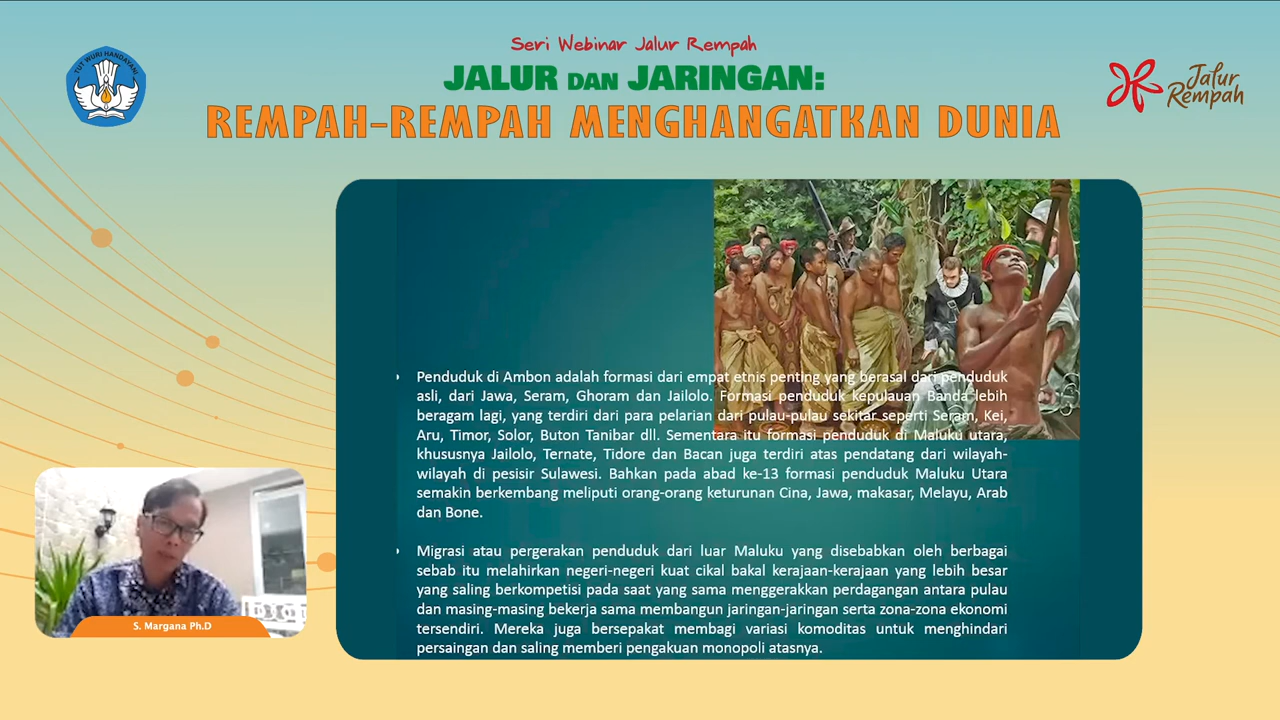 Seri Webinar Jalur Rempah
JALUR DAN JARINGAN:
REMPAH-REMPAH MENGHANGATKAN DUNIA
TUT WURI HANDAYANI
Jalur
Rempah
Penduduk di Ambon adalah formasi dari empat etnis penting yang berasal dari penduduk
asli, dari Jawa, Seram, Ghoram dan Jailolo. Formasi penduduk kepulauan Banda lebih
beragam lagi, yang terdiri dari para pelarian dari pulau-pulau sekitar seperti Seram, Kei,
Aru, Timor, Solor, Buton Tanibar dll. Sementara itu formasi penduduk di Maluku utara,
khususnya Jailolo, Ternate, Tidore dan Bacan juga terdiri atas pendatang dari wilayah-
wilayah di pesisir Sulawesi. Bahkan pada abad ke-13 formasi penduduk Maluku Utara
semakin berkembang meliputi orang-orang keturunan Cina, Jawa, makasar, Melayu, Arab
dan Bone.
Migrasi atau pergerakan penduduk dari luar Maluku yang disebabkan oleh berbagai
sebab itu melahirkan negeri-negeri kuat cikal bakal kerajaan-kerajaan yang lebih besar
yang saling berkompetisi pada saat yang sama menggerakkan perdagangan antara pulau
dan masing-masing bekerja sama membangun jaringan-jaringan serta zona-zona ekonomi
tersendiri. Mereka juga bersepakat membagi variasi komoditas untuk menghindari
persaingan dan saling memberi pengakuan monopoli atasnya.
S. Margana Ph.D